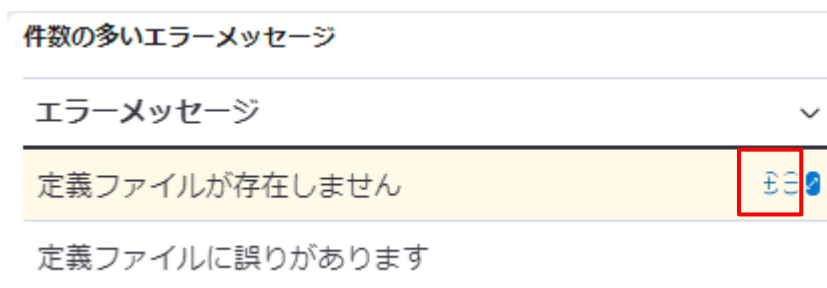 件数の多いエラーメッセージ
エラーメッセージ
定義ファイルが存在しません
定義ファイルに誤りがあります